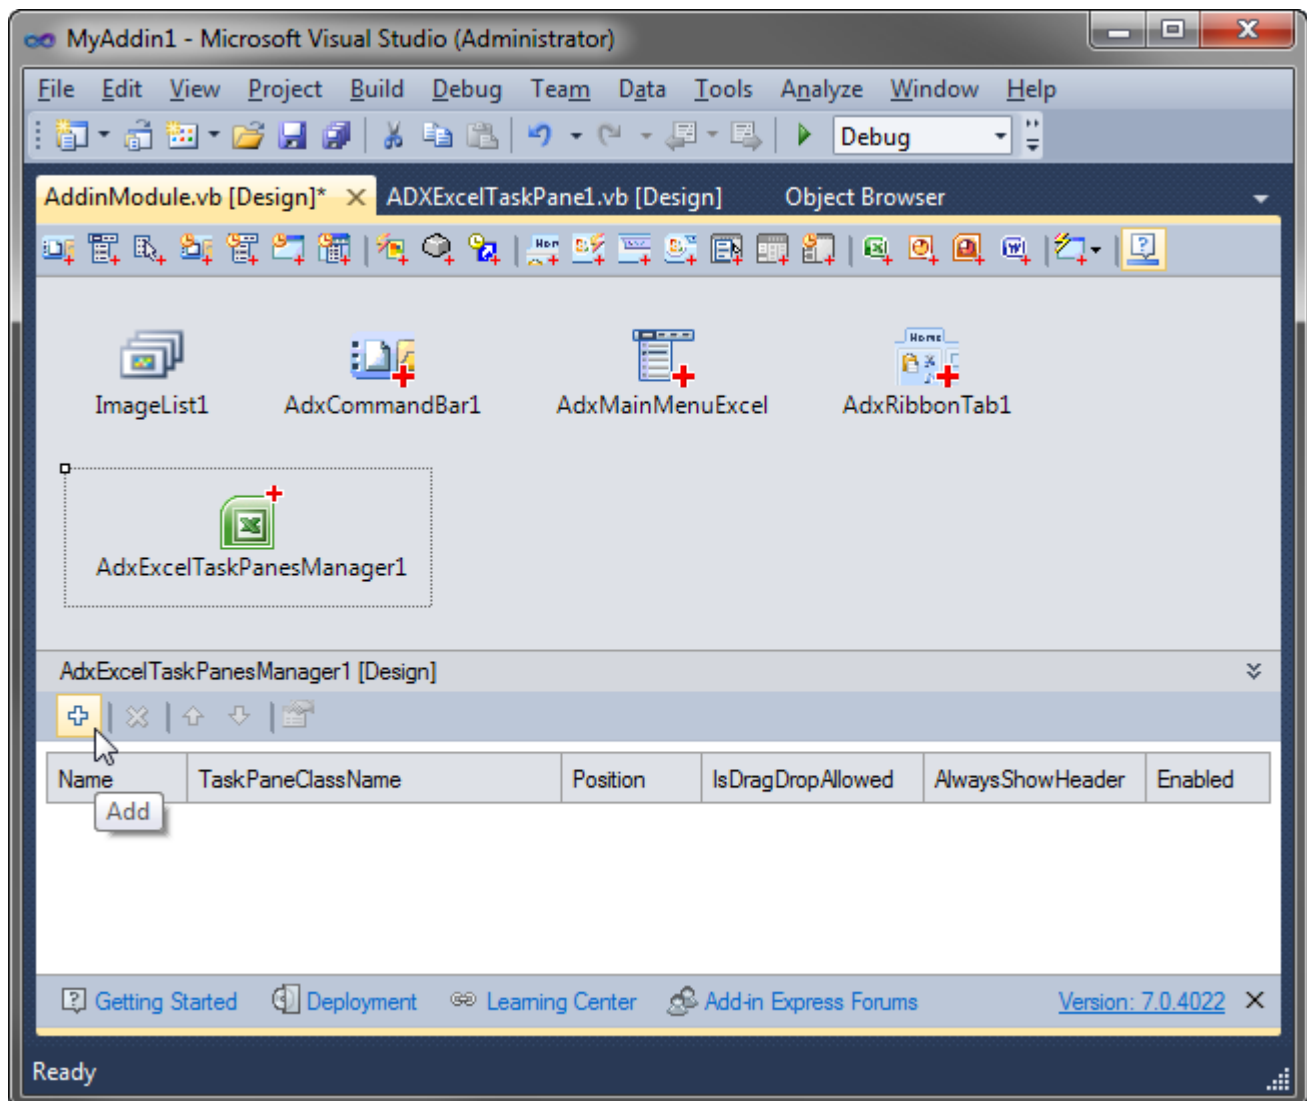 MyAddin1 - Microsoft Visual Studio (Administrator)
File Edit View Project Build Debug Team Data Tools Analyze Window Help
Debug
AddinModule.vb [Design]* ADXExcelTaskPane1.vb [Design] Object Browser
ImageList1 AdxCommandBar1 AdxMainMenuExcel AdxRibbonTab1
AdxExcelTaskPanesManager1
AdxExcelTaskPanesManager1 [Design]
Name TaskPaneClassName Position IsDragDropAllowed AlwaysShowHeader Enabled
Add
Getting Started Deployment Learning Center Add-in Express Forums Version: 7.0.4022
Ready